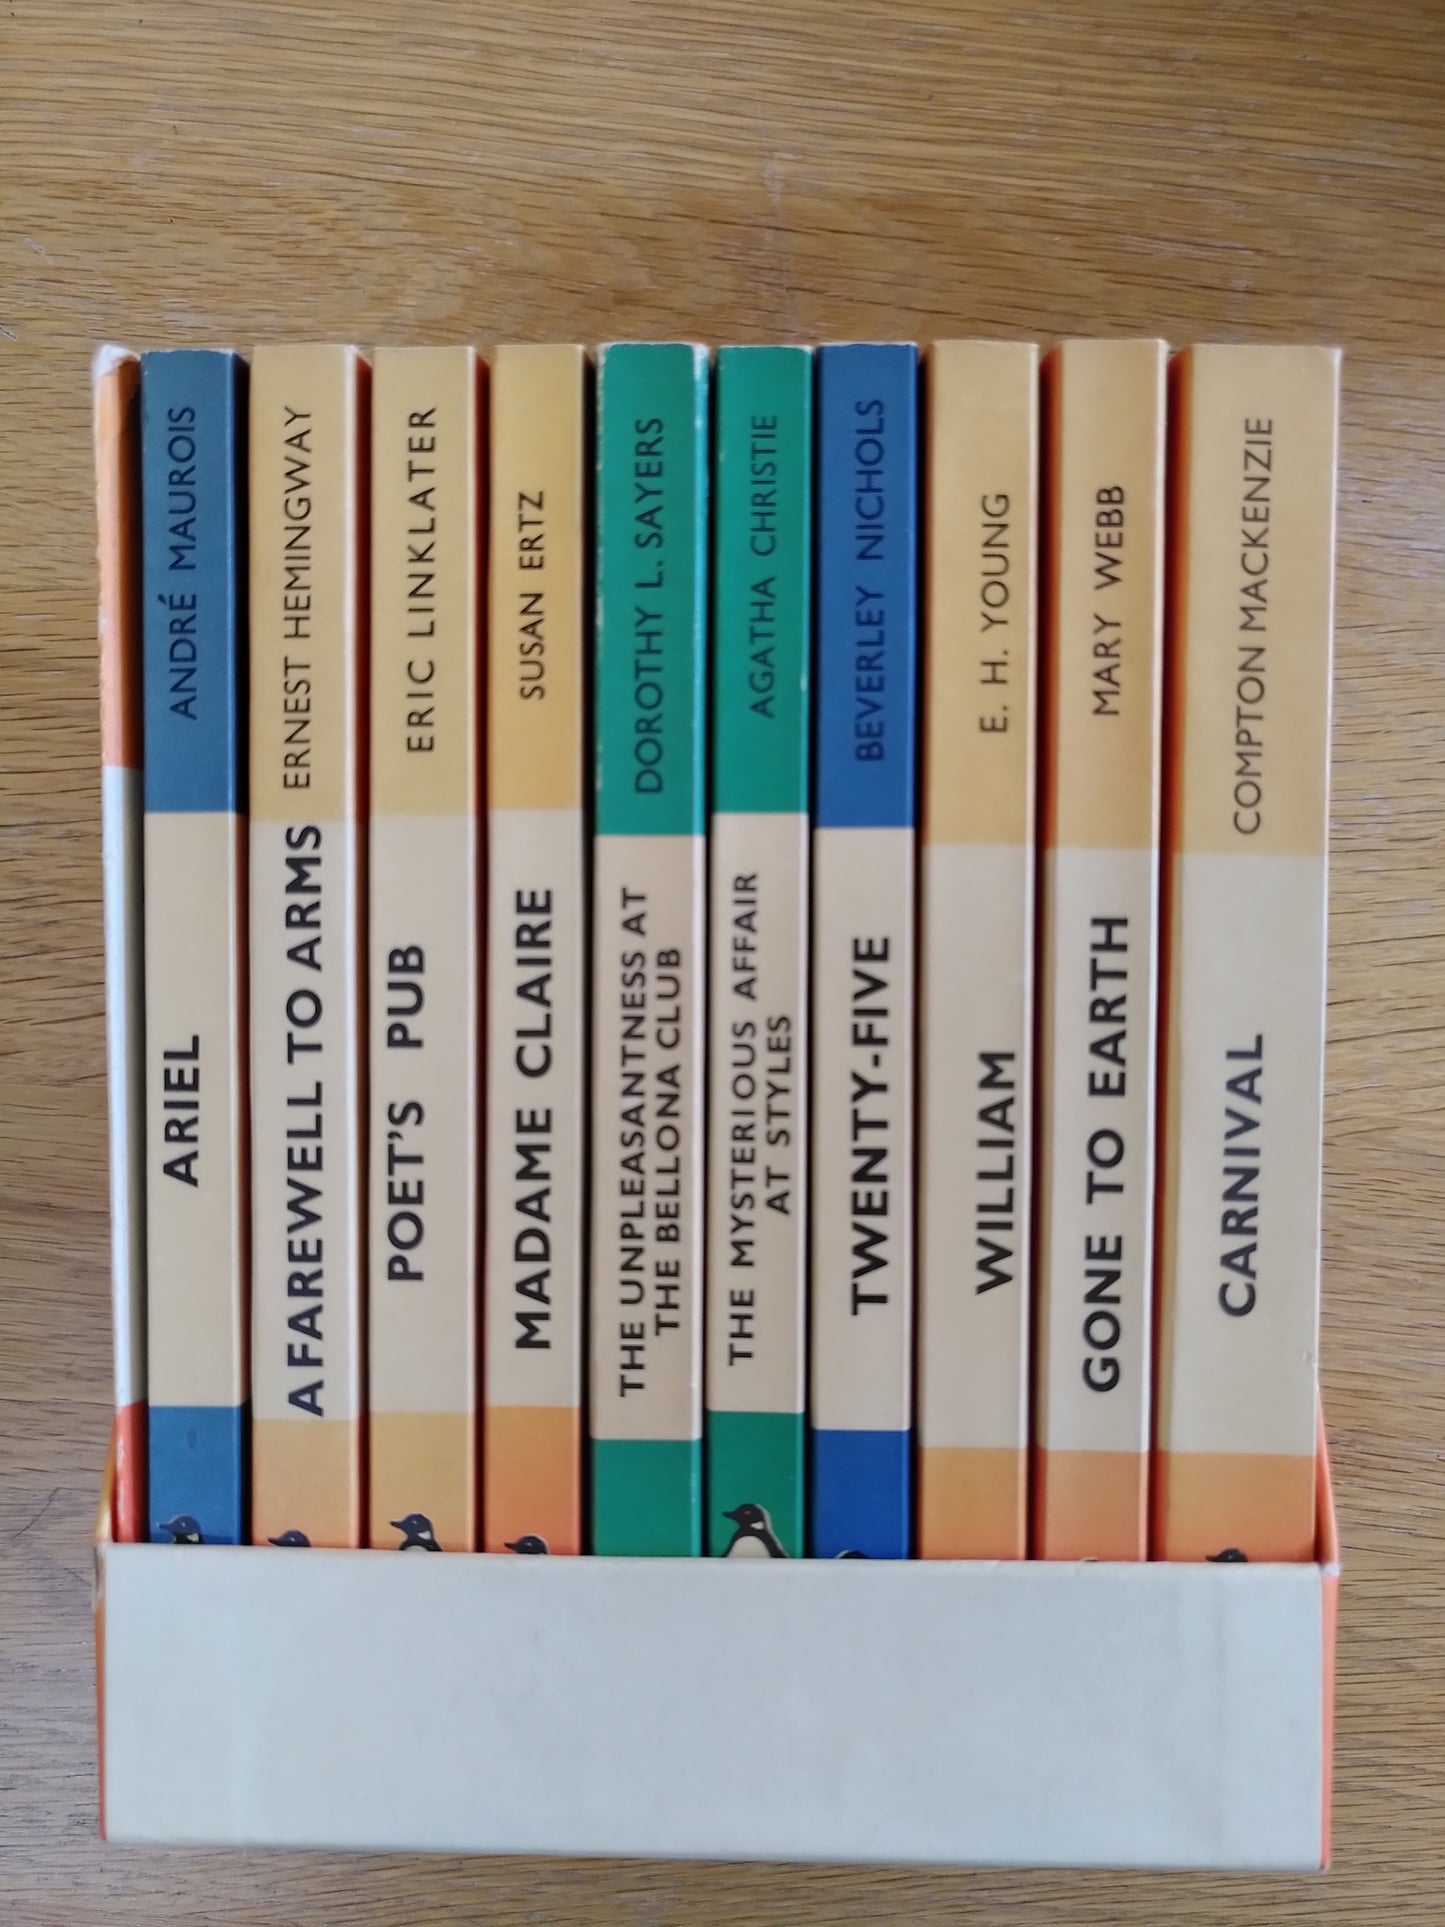 ANDRÉ MAUROIS
ARIEL
ERNEST HEMINGWAY
A FAREWELL TO ARMS
ERIC LINKLATER
POET'S PUB
SUSAN ERTZ
MADAME CLAIRE
DOROTHY L. SAYERS
THE UNPLEASANTNESS AT
THE BELLONA CLUB
AGATHA CHRISTIE
THE MYSTERIOUS AFFAIR
AT STYLES
BEVERLEY NICHOLS
TWENTY-FIVE
E. H. YOUNG
WILLIAM
MARY WEBB
GONE TO EARTH
COMPTON MACKENZIE
CARNIVAL